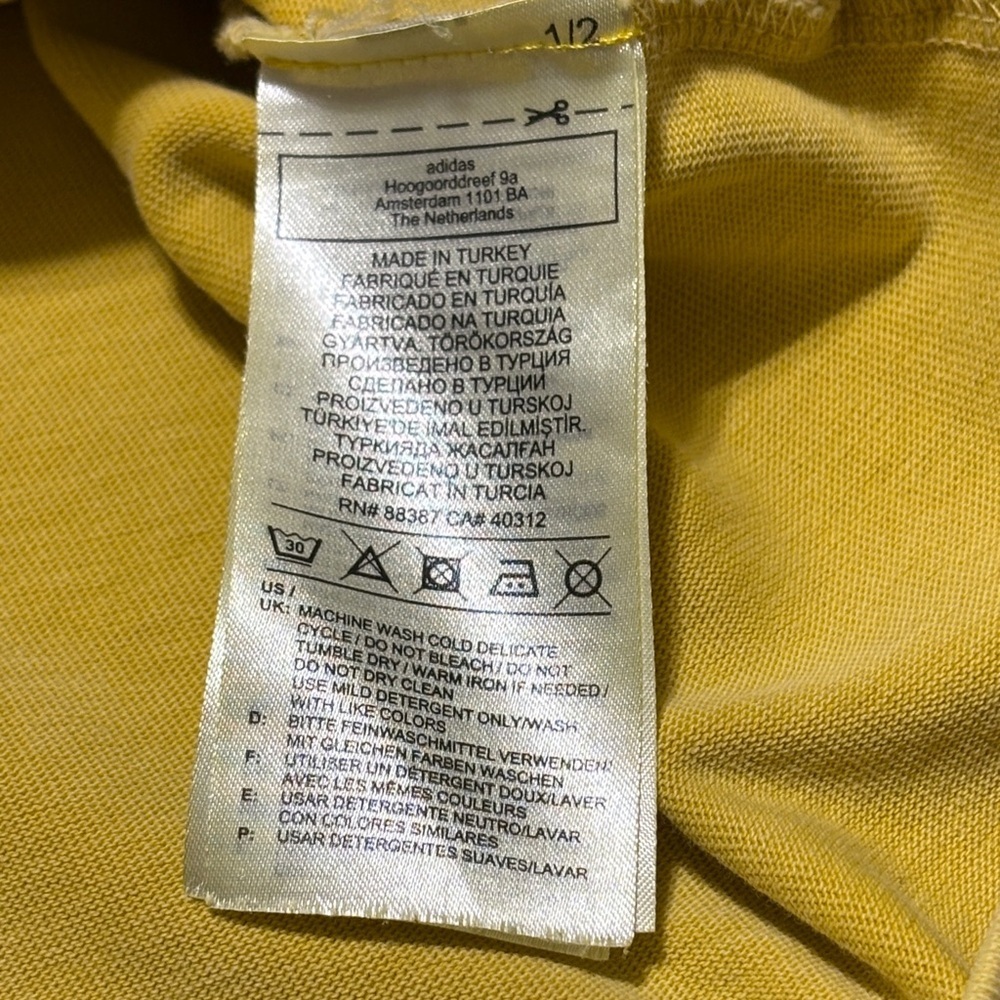 1/2
adidas
Hoogoorddreef 9a
Amsterdam 1101 BA
The Netherlands
MADE IN TURKEY
FABRIQUÉ EN TURQUIE
FABRICADO EN TURQUÍA
FABRICADO NA TURQUIA
GYÁRTVA: TÖRÖKORSZÁG
ПРОИЗВЕДЕНО В ТУРЦИЯ
СДЕЛАНО В ТУРЦИИ
PROIZVEDENO U TURSKOJ
TÜRKİYE'DE İMAL EDİLMİŞTİR.
ТУРКИЯДА ЖАСАЛҒАН
PROIZVEDENO U TURSKOJ
FABRICAT ÎN TURCIA
RN# 88387 CA# 40312
30
US /
UK: MACHINE WASH COLD DELICATE
CYCLE / DO NOT BLEACH / DO NOT
TUMBLE DRY / WARM IRON IF NEEDED /
DO NOT DRY CLEAN
USE MILD DETERGENT ONLY/WASH
WITH LIKE COLORS
D: BITTE FEINWASCHMITTEL VERWENDEN/
MIT GLEICHEN FARBEN WASCHEN
F: UTILISER UN DÉTERGENT DOUX/LAVER
AVEC LES MÊMES COULEURS
E: USAR DETERGENTE NEUTRO/LAVAR
CON COLORES SIMILARES
P: USAR DETERGENTES SUAVES/LAVAR